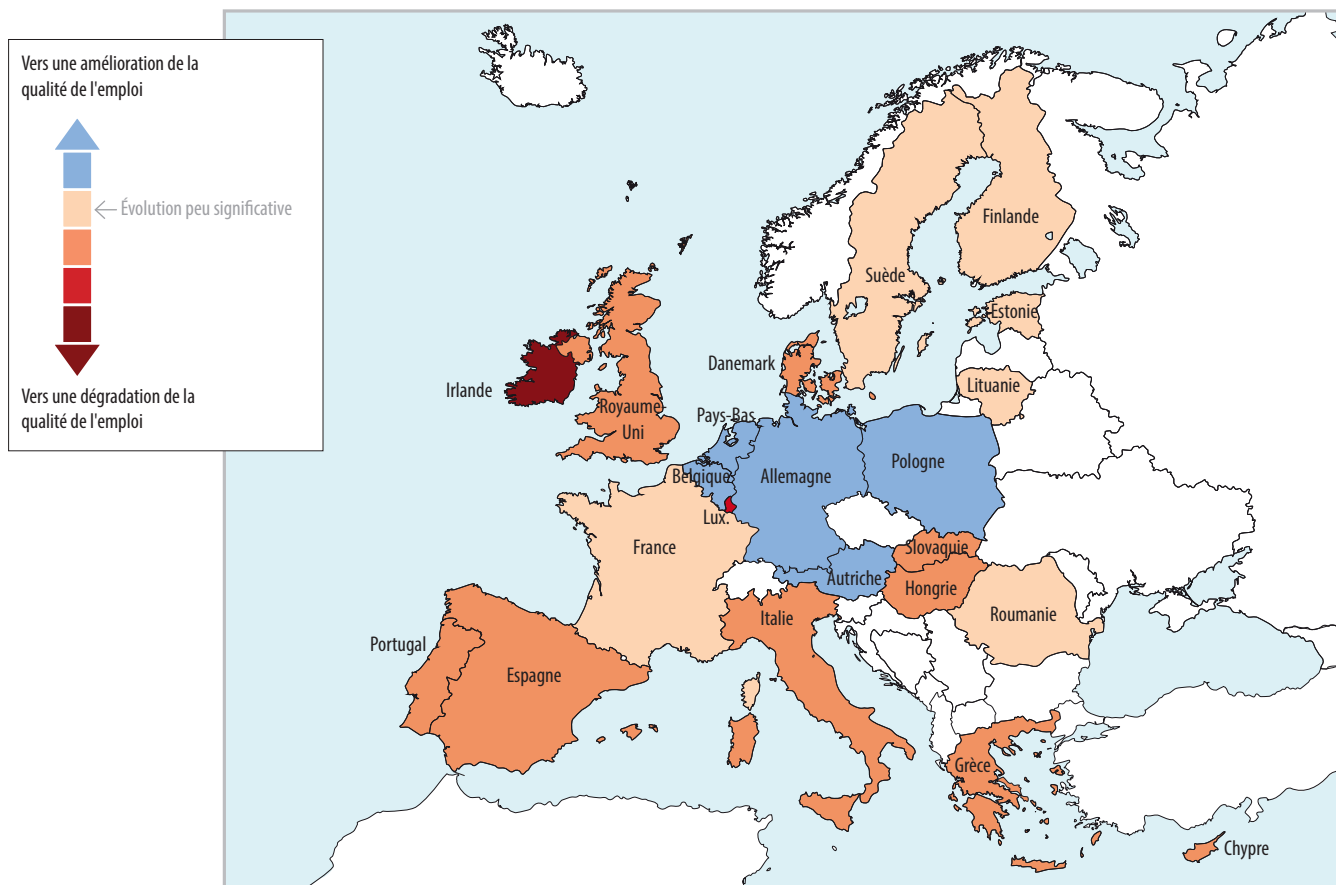 Vers une amélioration de la
qualité de l'emploi
Évolution peu significative
Vers une dégradation de la
qualité de l'emploi
Finlande
Suède
Estonie
Danemark
Lituanie
Irlande
Royaume
Uni
Pays-Bas
Belgique
Allemagne
Pologne
Lux.
France
Slovaquie
Autriche
Hongrie
Roumanie
Italie
Portugal
Espagne
Grèce
Chypre